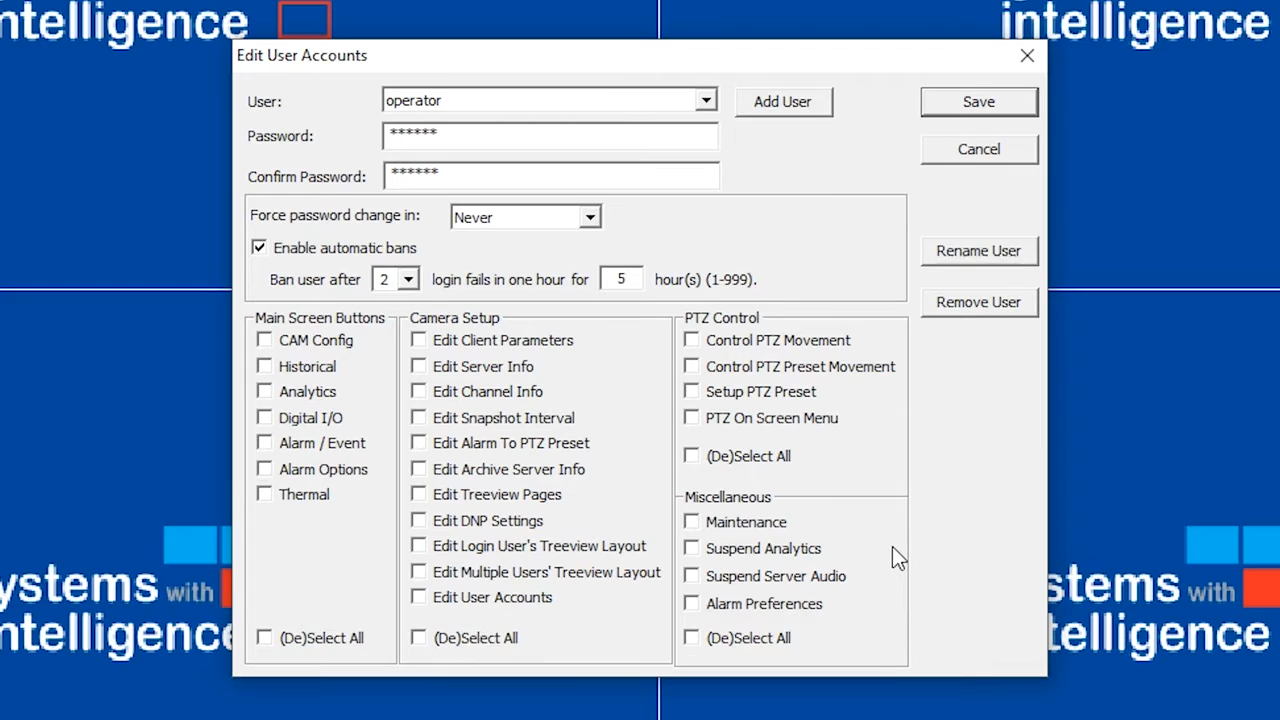 ntelligence
intelligence
Edit User Accounts
User:
operator
Add User
Save
Password:
******
Cancel
Confirm Password:
******
Force password change in:
Never
Enable automatic bans
Rename User
Ban user after 2 login fails in one hour for 5 hour(s) (1-999).
Remove User
Main Screen Buttons
CAM Config
Historical
Analytics
Digital I/O
Alarm / Event
Alarm Options
Thermal
(De)Select All
Camera Setup
Edit Client Parameters
Edit Server Info
Edit Channel Info
Edit Snapshot Interval
Edit Alarm To PTZ Preset
Edit Archive Server Info
Edit Treeview Pages
Edit DNP Settings
Edit Login User's Treeview Layout
Edit Multiple Users' Treeview Layout
Edit User Accounts
(De)Select All
PTZ Control
Control PTZ Movement
Control PTZ Preset Movement
Setup PTZ Preset
PTZ On Screen Menu
(De)Select All
Miscellaneous
Maintenance
Suspend Analytics
Suspend Server Audio
Alarm Preferences
(De)Select All
ystems with
ntelligenc
stems with
telligence